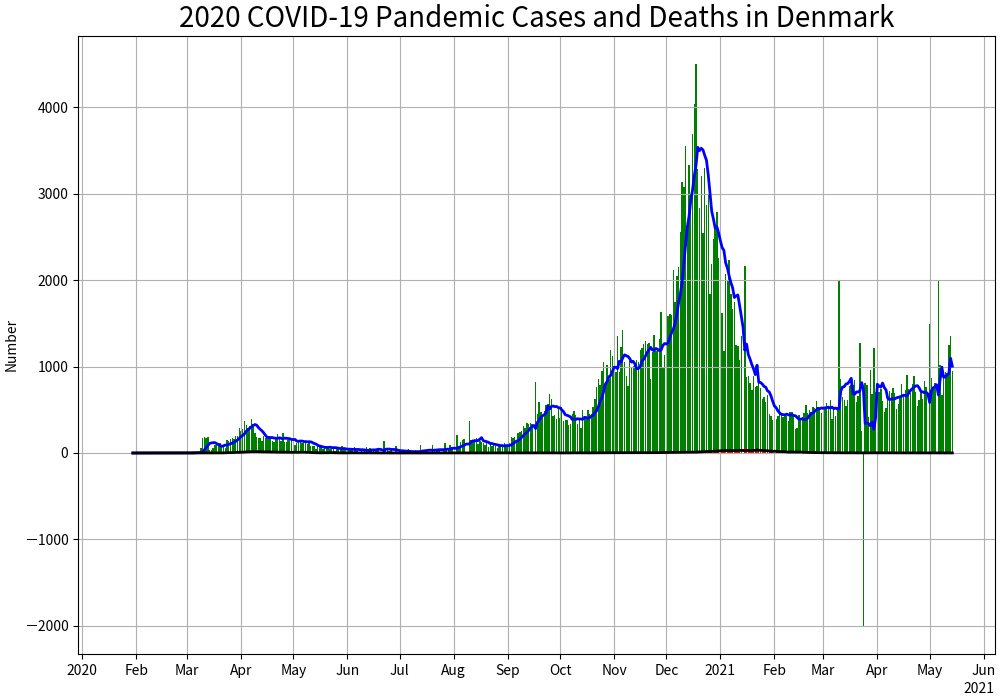 2020 COVID-19 Pandemic Cases and Deaths in Denmark
Number
4000
3000
2000
1000
0
−1000
−2000
2020 Feb Mar Apr May Jun Jul Aug Sep Oct Nov Dec 2021 Feb Mar Apr May Jun
2021